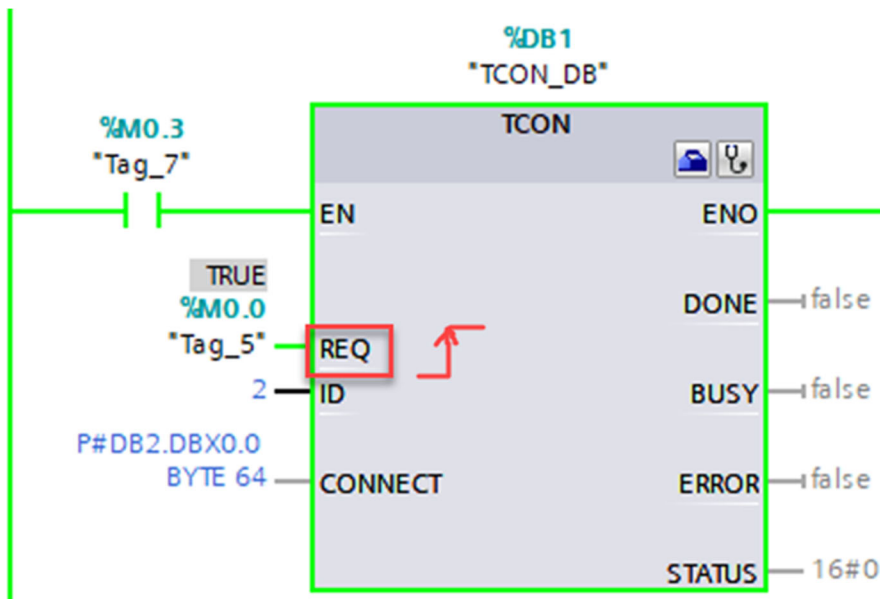 %DB1
"TCON_DB"
TCON
%M0.3
"Tag_7"
EN
ENO
TRUE
%M0.0
"Tag_5"
REQ
DONE
false
2
ID
BUSY
false
P#DB2.DBX0.0
BYTE 64
CONNECT
ERROR
false
STATUS
16#0